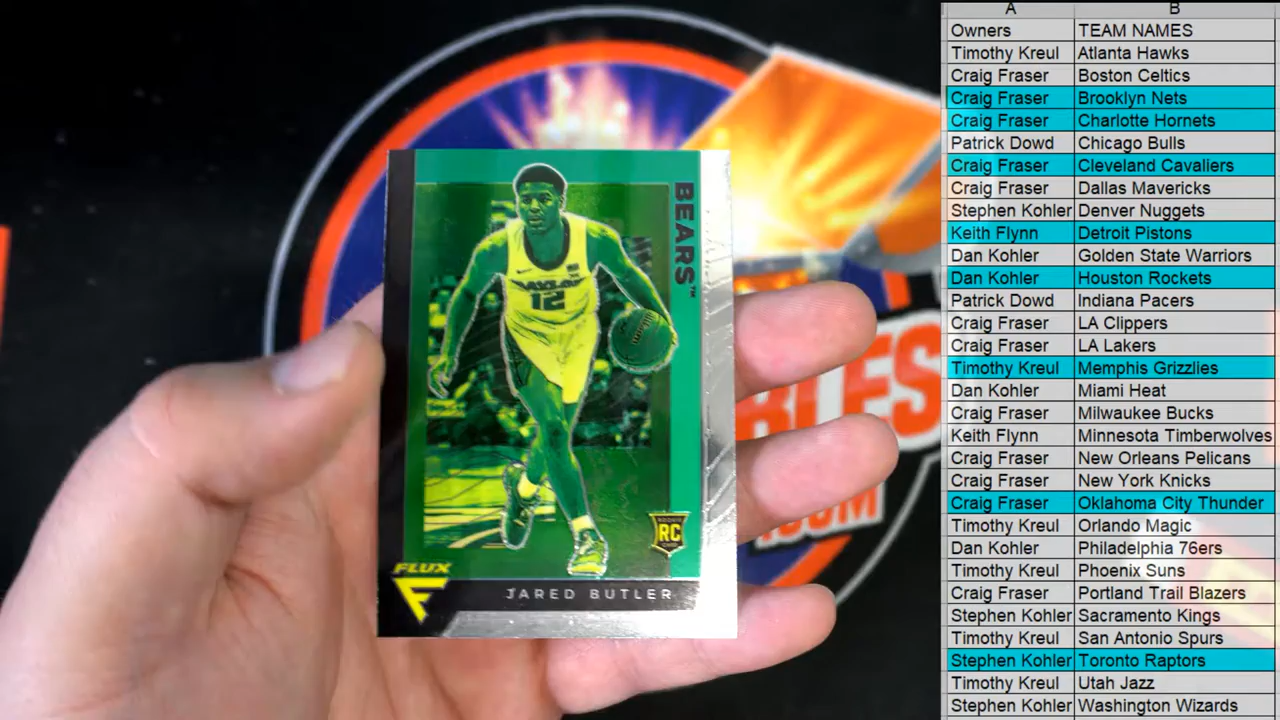 BEARS™
BAYLOR
12
ROOKIE
RC
CARD
FLUX
JARED BUTLER
BLES
.COM
A B
Owners TEAM NAMES
Timothy Kreul Atlanta Hawks
Craig Fraser Boston Celtics
Craig Fraser Brooklyn Nets
Craig Fraser Charlotte Hornets
Patrick Dowd Chicago Bulls
Craig Fraser Cleveland Cavaliers
Craig Fraser Dallas Mavericks
Stephen Kohler Denver Nuggets
Keith Flynn Detroit Pistons
Dan Kohler Golden State Warriors
Dan Kohler Houston Rockets
Patrick Dowd Indiana Pacers
Craig Fraser LA Clippers
Craig Fraser LA Lakers
Timothy Kreul Memphis Grizzlies
Dan Kohler Miami Heat
Craig Fraser Milwaukee Bucks
Keith Flynn Minnesota Timberwolves
Craig Fraser New Orleans Pelicans
Craig Fraser New York Knicks
Craig Fraser Oklahoma City Thunder
Timothy Kreul Orlando Magic
Dan Kohler Philadelphia 76ers
Timothy Kreul Phoenix Suns
Craig Fraser Portland Trail Blazers
Stephen Kohler Sacramento Kings
Timothy Kreul San Antonio Spurs
Stephen Kohler Toronto Raptors
Timothy Kreul Utah Jazz
Stephen Kohler Washington Wizards